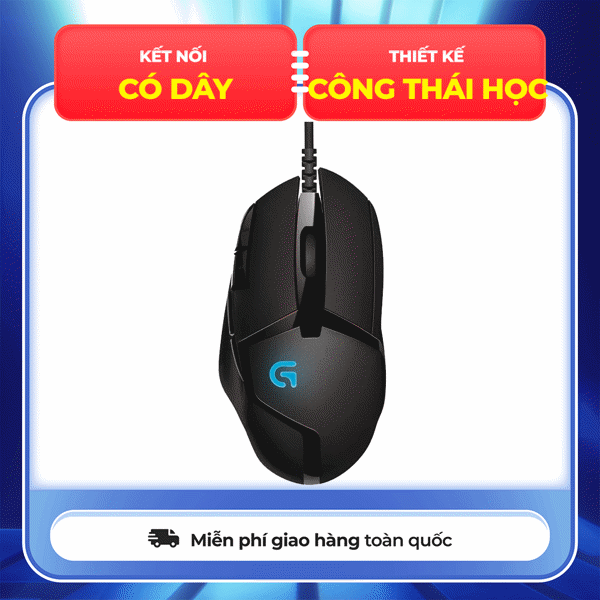 KẾT NỐI
CÓ DÂY
THIẾT KẾ
CÔNG THÁI HỌC
G
Miễn phí giao hàng toàn quốc